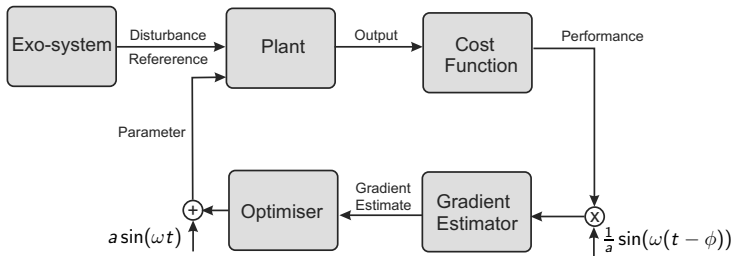 Exo-system
Disturbance
Refererence
Plant
Output
Cost
Function
Performance
Parameter
Optimiser
Gradient
Estimate
Gradient
Estimator
+
x
a sin(ωt)
1/a sin(ω(t − ϕ))